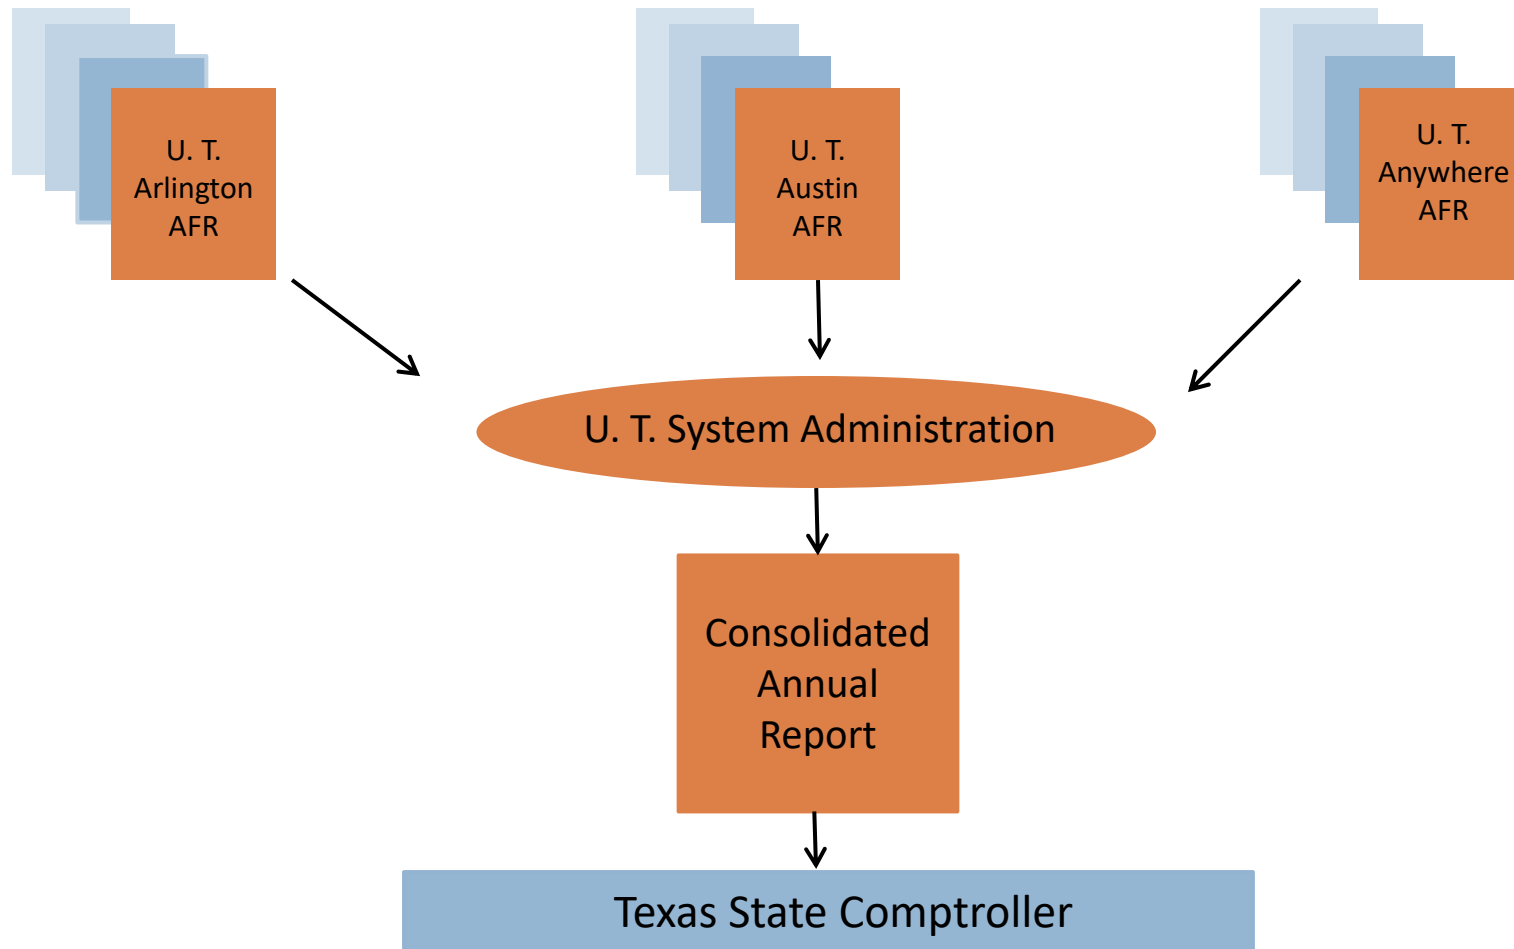 U. T.
Arlington
AFR
U. T.
Austin
AFR
U. T.
Anywhere
AFR
U. T. System Administration
Consolidated
Annual
Report
Texas State Comptroller